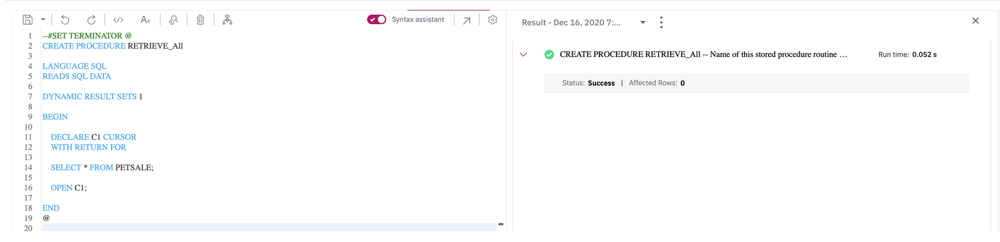 </> AA Syntax assistant
Result - Dec 16, 2020 7:...
1 --#SET TERMINATOR @
2 CREATE PROCEDURE RETRIEVE_All
3
4 LANGUAGE SQL
5 READS SQL DATA
6
7 DYNAMIC RESULT SETS 1
8
9 BEGIN
10
11 DECLARE C1 CURSOR
12 WITH RETURN FOR
13
14 SELECT * FROM PETSALE;
15
16 OPEN C1;
17
18 END
19 @
20
CREATE PROCEDURE RETRIEVE_All -- Name of this stored procedure routine ... Run time: 0.052 s
Status: Success | Affected Rows: 0